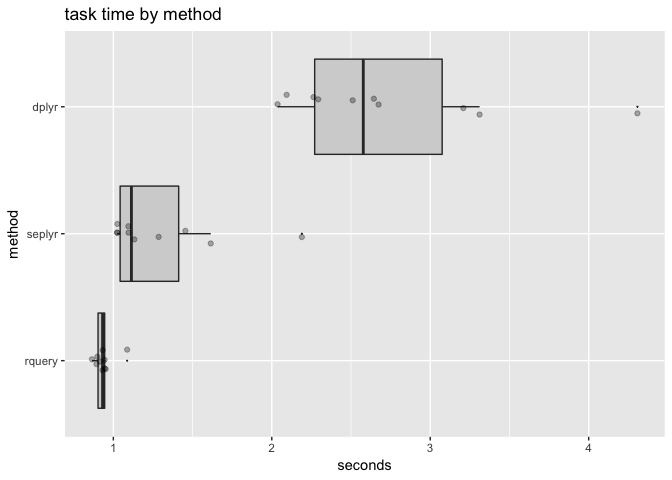 task time by method
dplyr
seplyr
rquery
method
1 2 3 4
seconds